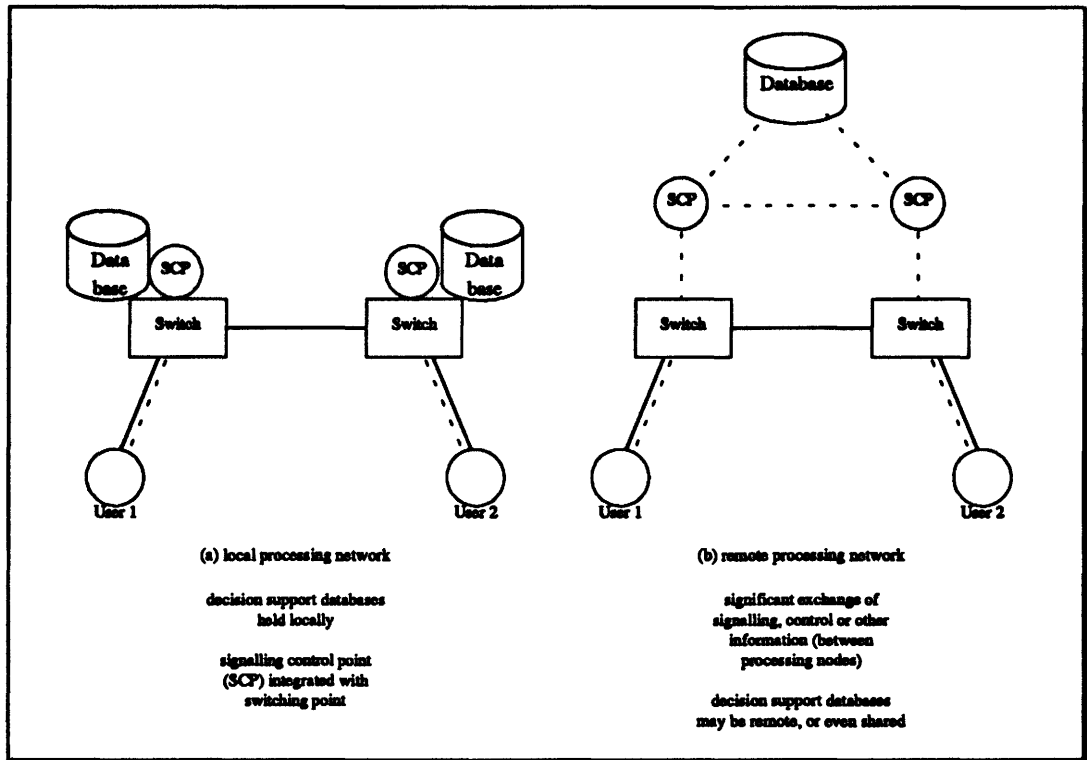 Data
base
SCP
Switch
SCP
Data
base
Switch
User 1
User 2
(a) local processing network
decision support databases
held locally
signalling control point
(SCP) integrated with
switching point
Database
SCP
SCP
Switch
Switch
User 1
User 2
(b) remote processing network
significant exchange of
signalling, control or other
information (between
processing nodes)
decision support databases
may be remote, or even shared